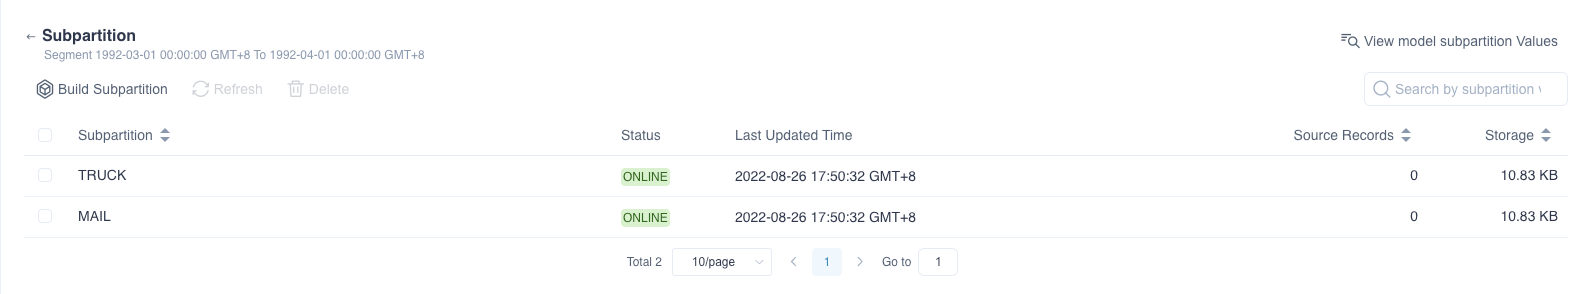 ← Subpartition
Segment 1992-03-01 00:00:00 GMT+8 To 1992-04-01 00:00:00 GMT+8
View model subpartition Values
Build Subpartition Refresh Delete
Search by subpartition
Subpartition Status Last Updated Time Source Records Storage
TRUCK ONLINE 2022-08-26 17:50:32 GMT+8 0 10.83 KB
MAIL ONLINE 2022-08-26 17:50:32 GMT+8 0 10.83 KB
Total 2 10/page 1 Go to 1